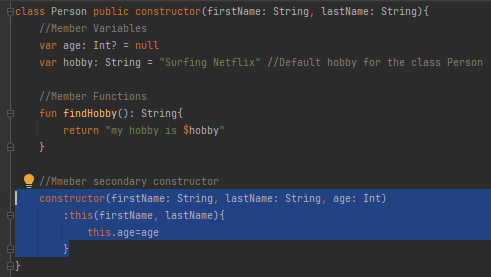 class Person public constructor(firstName: String, lastName: String){
//Member Variables
var age: Int? = null
var hobby: String = "Surfing Netflix" //Default hobby for the class Person
//Member Functions
fun findHobby(): String{
return "my hobby is $hobby"
}
//Mmeber secondary constructor
constructor(firstName: String, lastName: String, age: Int)
:this(firstName, lastName){
this.age=age
}
}